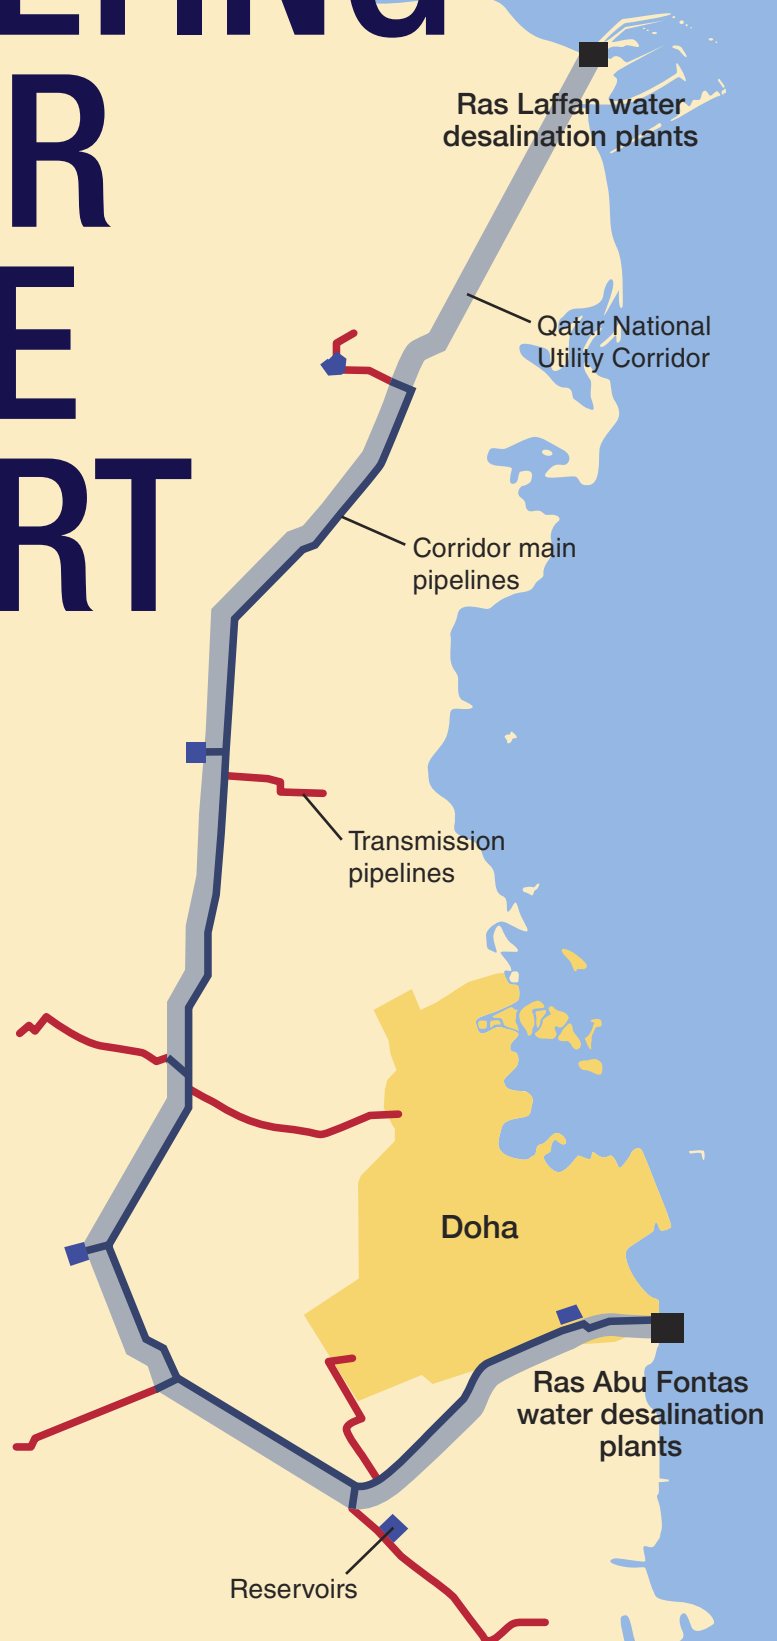 R
E
RT
Ras Laffan water
desalination plants
Qatar National
Utility Corridor
Corridor main
pipelines
Transmission
pipelines
Doha
Ras Abu Fontas
water desalination
plants
Reservoirs